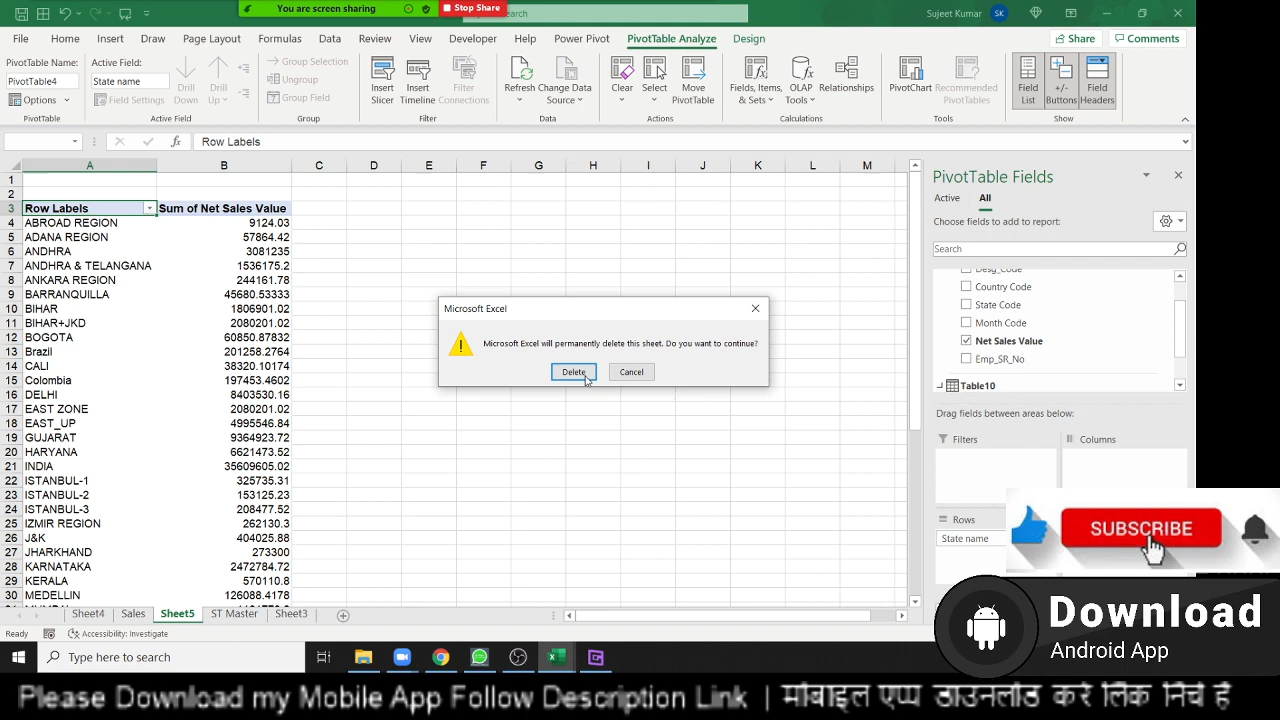 You are screen sharing
Stop Share
Search
Sujeet Kumar
SK
File Home Insert Draw Page Layout Formulas Data Review View Developer Help Power Pivot PivotTable Analyze Design
Share
Comments
PivotTable Name:
PivotTable4
Options
PivotTable
Active Field:
State name
Field Settings
Drill Down
Drill Up
Active Field
Group Selection
Ungroup
Group Field
Group
Insert Slicer
Insert Timeline
Filter Connections
Filter
Refresh
Change Data Source
Data
Clear
Select
Move PivotTable
Actions
Fields, Items, & Sets
OLAP Tools
Relationships
Calculations
PivotChart
Recommended PivotTables
Tools
Field List
+/- Buttons
Field Headers
Show
fx Row Labels
A B C D E F G H I J K L M
1
2
3 Row Labels Sum of Net Sales Value
4 ABROAD REGION 9124.03
5 ADANA REGION 57864.42
6 ANDHRA 3081235
7 ANDHRA & TELANGANA 1536175.2
8 ANKARA REGION 244161.78
9 BARRANQUILLA 45680.53333
10 BIHAR 1806901.02
11 BIHAR+JKD 2080201.02
12 BOGOTA 60850.87832
13 Brazil 201258.2764
14 CALI 38320.10174
15 Colombia 197453.4602
16 DELHI 8403530.16
17 EAST ZONE 2080201.02
18 EAST_UP 4995546.84
19 GUJARAT 9364923.72
20 HARYANA 6621473.52
21 INDIA 35609605.02
22 ISTANBUL-1 325735.31
23 ISTANBUL-2 153125.23
24 ISTANBUL-3 208477.52
25 IZMIR REGION 262130.3
26 J&K 404025.88
27 JHARKHAND 273300
28 KARNATAKA 2472784.72
29 KERALA 570110.8
30 MEDELLIN 126088.4178
Microsoft Excel
Microsoft Excel will permanently delete this sheet. Do you want to continue?
Delete
Cancel
PivotTable Fields
Active All
Choose fields to add to report:
Search
Desg_Code
Country Code
State Code
Month Code
Net Sales Value
Emp_SR_No
Table10
Drag fields between areas below:
Filters
Columns
Rows
State name
SUBSCRIBE
Download
Android App
Sheet4 Sales Sheet5 ST Master Sheet3
Ready
Accessibility: Investigate
Type here to search
Please Download my Mobile App Follow Description Link | मोबाइल एप्प डाउनलोड करे लिंक निचे है